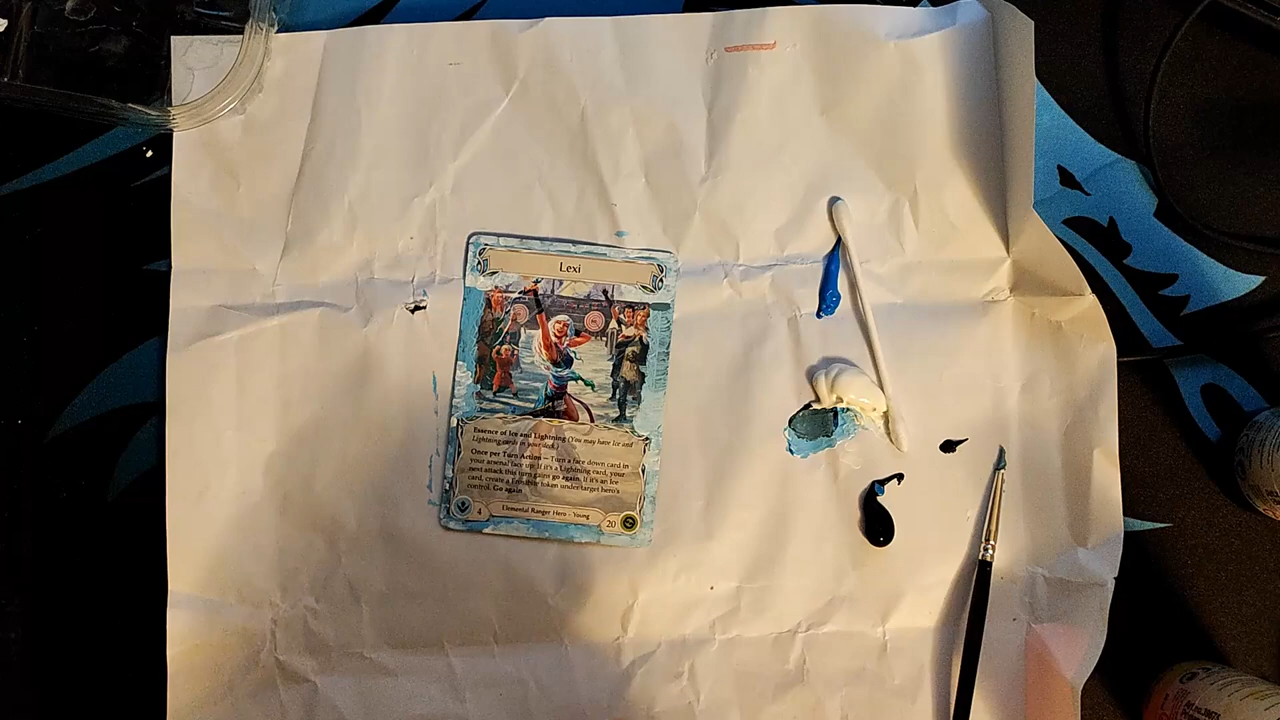 Lexi
Essence of Ice and Lightning (You may have Ice and
Lightning cards in your deck.)
Once per Turn Action – Turn a face down card in
your arsenal face up. If it's a Lightning card, your
next attack this turn gains go again. If it's an Ice
card, create a Frostbite token under target hero's
control. Go again
4
Elemental Ranger Hero - Young
20